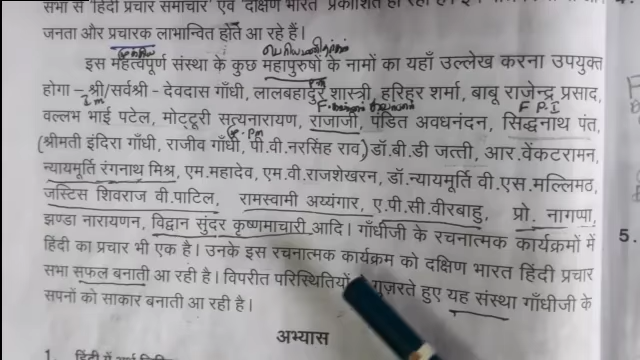 सभा से 'हिंदी प्रचार समाचार' एवं 'दक्षिण भारत' प्रकाशित हो रही
जनता और प्रचारक लाभान्वित होते आ रहे हैं।
इस महत्वपूर्ण संस्था के कुछ महापुरुषों के नामों का यहाँ उल्लेख करना उपयुक्त
होगा – श्री/सर्वश्री - देवदास गाँधी, लालबहादुर शास्त्री, हरिहर शर्मा, बाबू राजेन्द्र प्रसाद,
F P.I
वल्लभ भाई पटेल, मोट्टूरी सत्यनारायण, राजाजी, पंडित अवधनंदन, सिद्धनाथ पंत,
(श्रीमती इंदिरा गाँधी, राजीव गाँधी, पी.वी.नरसिंह राव) डॉ.बी.डी जत्ती, आर.वेंकटरामन,
न्यायमूर्ति रंगनाथ मिश्र, एम.महादेव, एम.वी.राजशेखरन, डॉ.न्यायमूर्ति वी.एस.मल्लिमठ,
जस्टिस शिवराज वी.पाटिल, रामस्वामी अय्यंगार, ए.पी.सी.वीरबाहु, प्रो. नागप्पा,
झण्डा नारायणन, विद्वान सुंदर कृष्णमाचारी आदि। गाँधीजी के रचनात्मक कार्यक्रमों में
हिंदी का प्रचार भी एक है। उनके इस रचनात्मक कार्यक्रम को दक्षिण भारत हिंदी प्रचार
सभा सफल बनाती आ रही है। विपरीत परिस्थितियों गुज़रते हुए यह संस्था गाँधीजी के
सपनों को साकार बनाती आ रही है।
5.
अभ्यास
1. हिंदी में